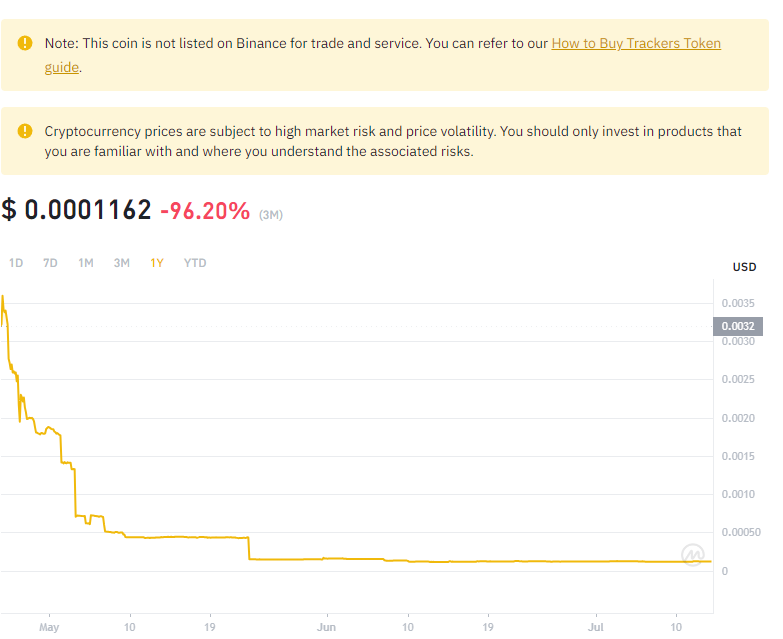 Note: This coin is not listed on Binance for trade and service. You can refer to our How to Buy Trackers Token
guide.
Cryptocurrency prices are subject to high market risk and price volatility. You should only invest in products that
you are familiar with and where you understand the associated risks.
$ 0.0001162 -96.20% (3M)
1D 7D 1M 3M 1Y YTD
USD
0.0035
0.0032
0.0030
0.0025
0.0020
0.0015
0.0010
0.00050
0
May 10 19 Jun 10 19 Jul 10